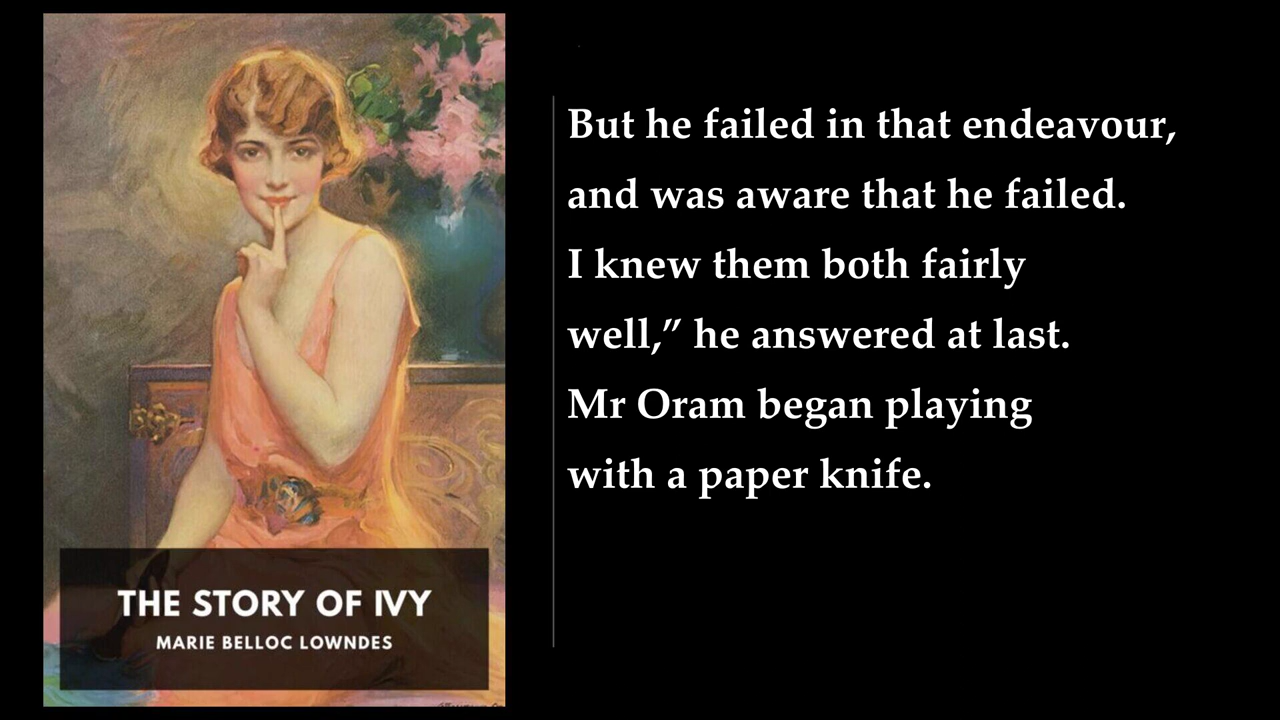 But he failed in that endeavour,
and was aware that he failed.
I knew them both fairly
well,” he answered at last.
Mr Oram began playing
with a paper knife.
THE STORY OF IVY
MARIE BELLOC LOWNDES